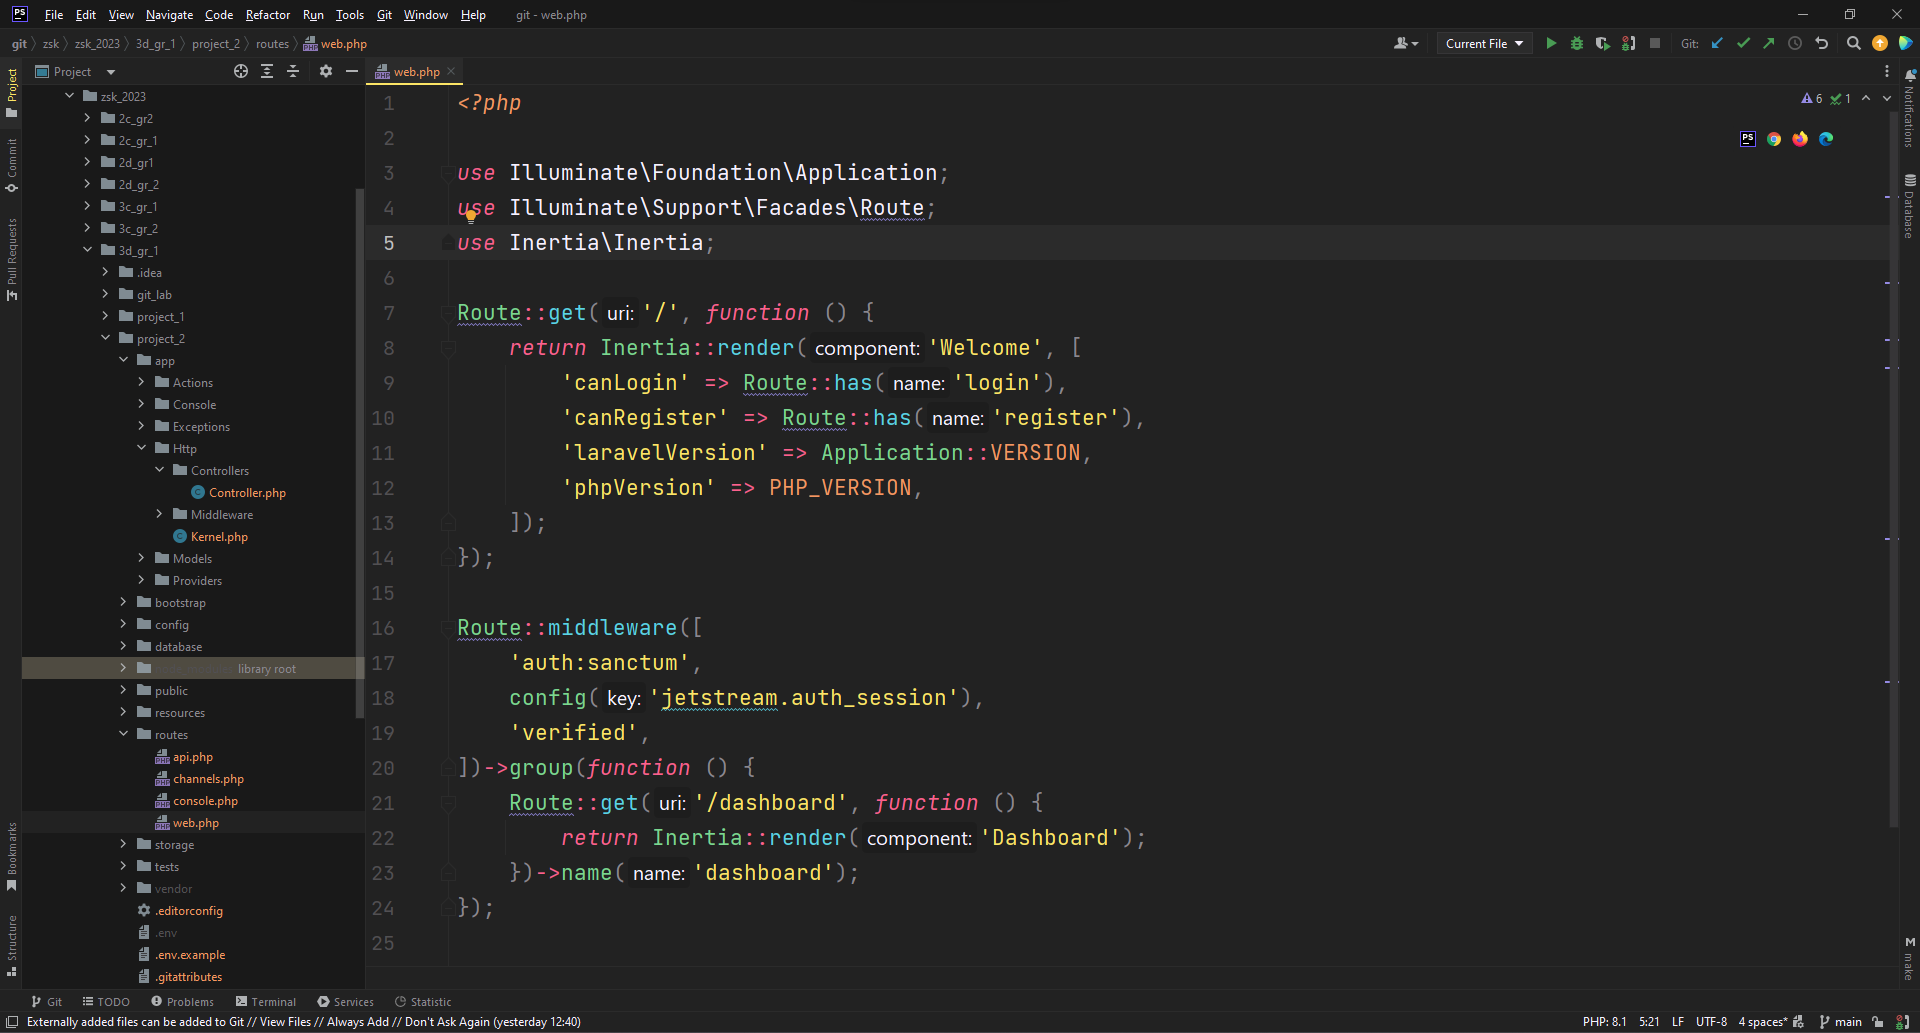 PS File Edit View Navigate Code Refactor Run Tools Git Window Help git - web.php
git zsk zsk_2023 3d_gr_1 project_2 routes web.php
Current File Git:
Project
web.php
Project
Commit
Pull Requests
Bookmarks
Structure
zsk_2023
2c_gr2
2c_gr_1
2d_gr1
2d_gr_2
3c_gr_1
3c_gr_2
3d_gr_1
.idea
git_lab
project_1
project_2
app
Actions
Console
Exceptions
Http
Controllers
Controller.php
Middleware
Kernel.php
Models
Providers
bootstrap
config
database
library root
public
resources
routes
api.php
channels.php
console.php
web.php
storage
tests
vendor
.editorconfig
.env
.env.example
.gitattributes
6 1
PS
1 <?php
2
3 use Illuminate\Foundation\Application;
4 use Illuminate\Support\Facades\Route;
5 use Inertia\Inertia;
6
7 Route::get( uri: '/', function () {
8 return Inertia::render( component: 'Welcome', [
9 'canLogin' => Route::has( name: 'login'),
10 'canRegister' => Route::has( name: 'register'),
11 'laravelVersion' => Application::VERSION,
12 'phpVersion' => PHP_VERSION,
13 ]);
14 });
15
16 Route::middleware([
17 'auth:sanctum',
18 config( key: 'jetstream.auth_session'),
19 'verified',
20 ])->group(function () {
21 Route::get( uri: '/dashboard', function () {
22 return Inertia::render( component: 'Dashboard');
23 })->name( name: 'dashboard');
24 });
25
Notifications
Database
M make
Git TODO Problems Terminal Services Statistic
Externally added files can be added to Git // View Files // Always Add // Don't Ask Again (yesterday 12:40)
PHP: 8.1 5:21 LF UTF-8 4 spaces* main